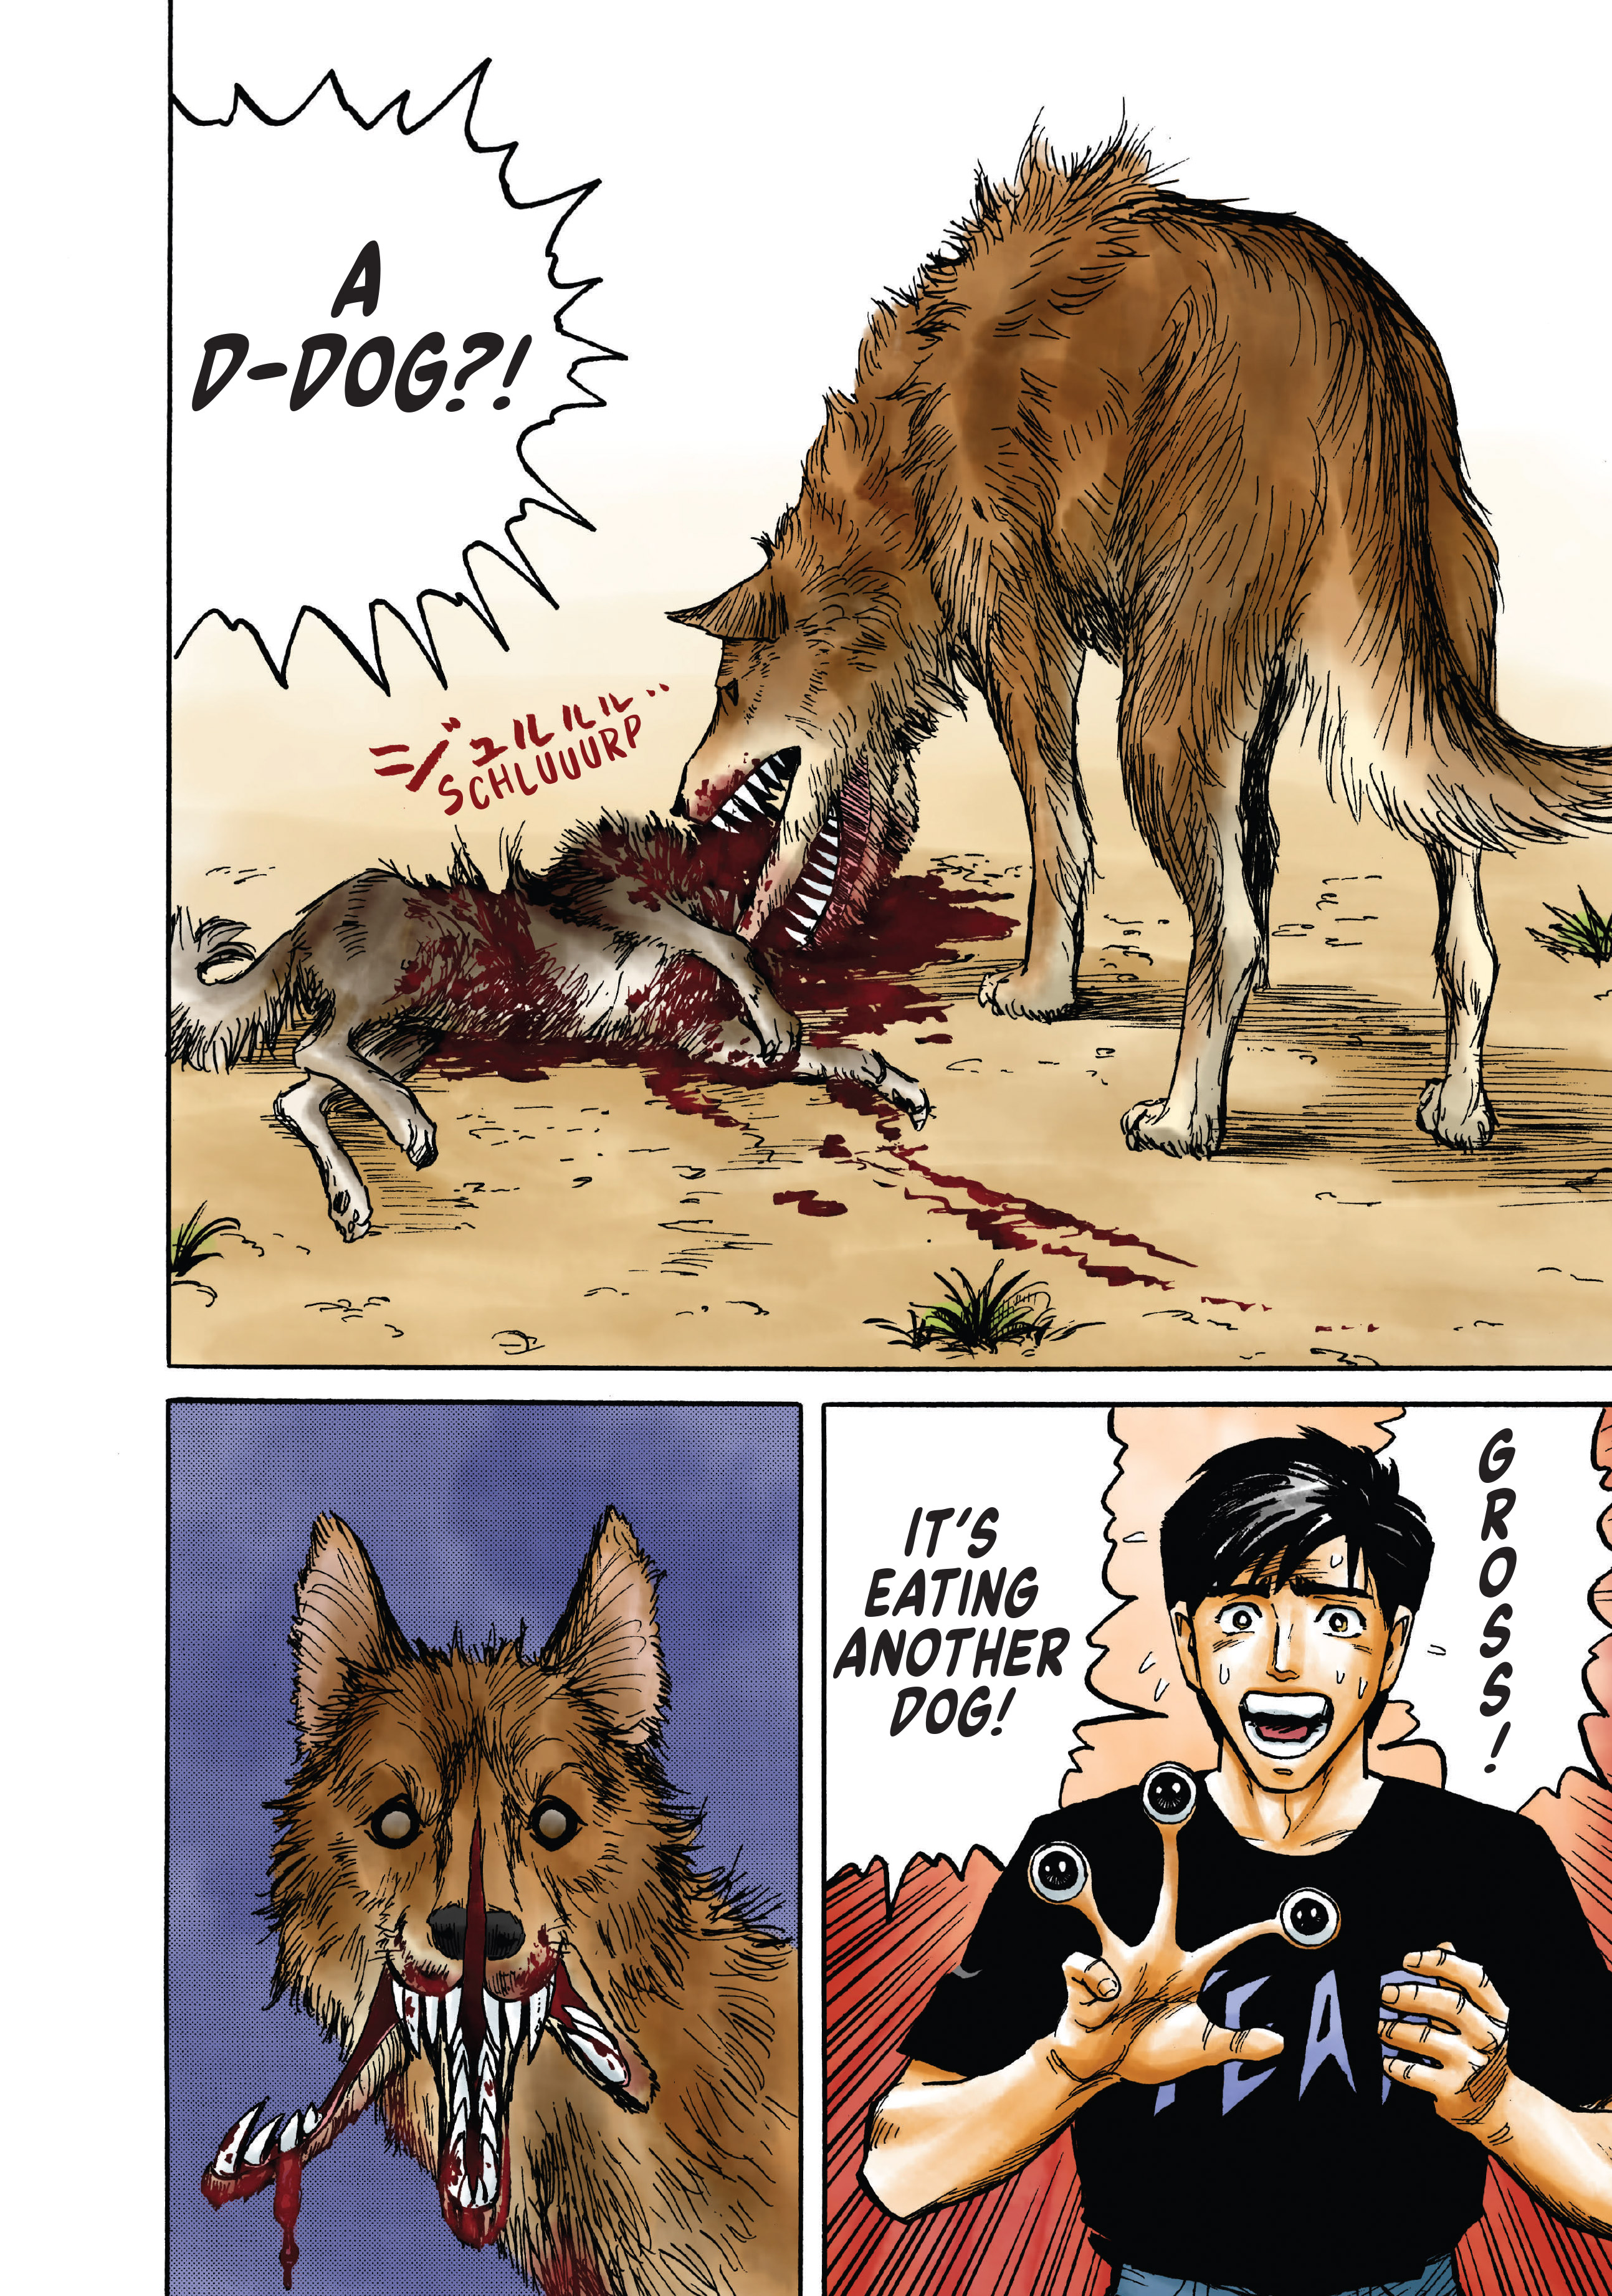 A
D-DOG?!
ジュルルル‥
SCHLUUURP
GROSS!
IT'S
EATING
ANOTHER
DOG!